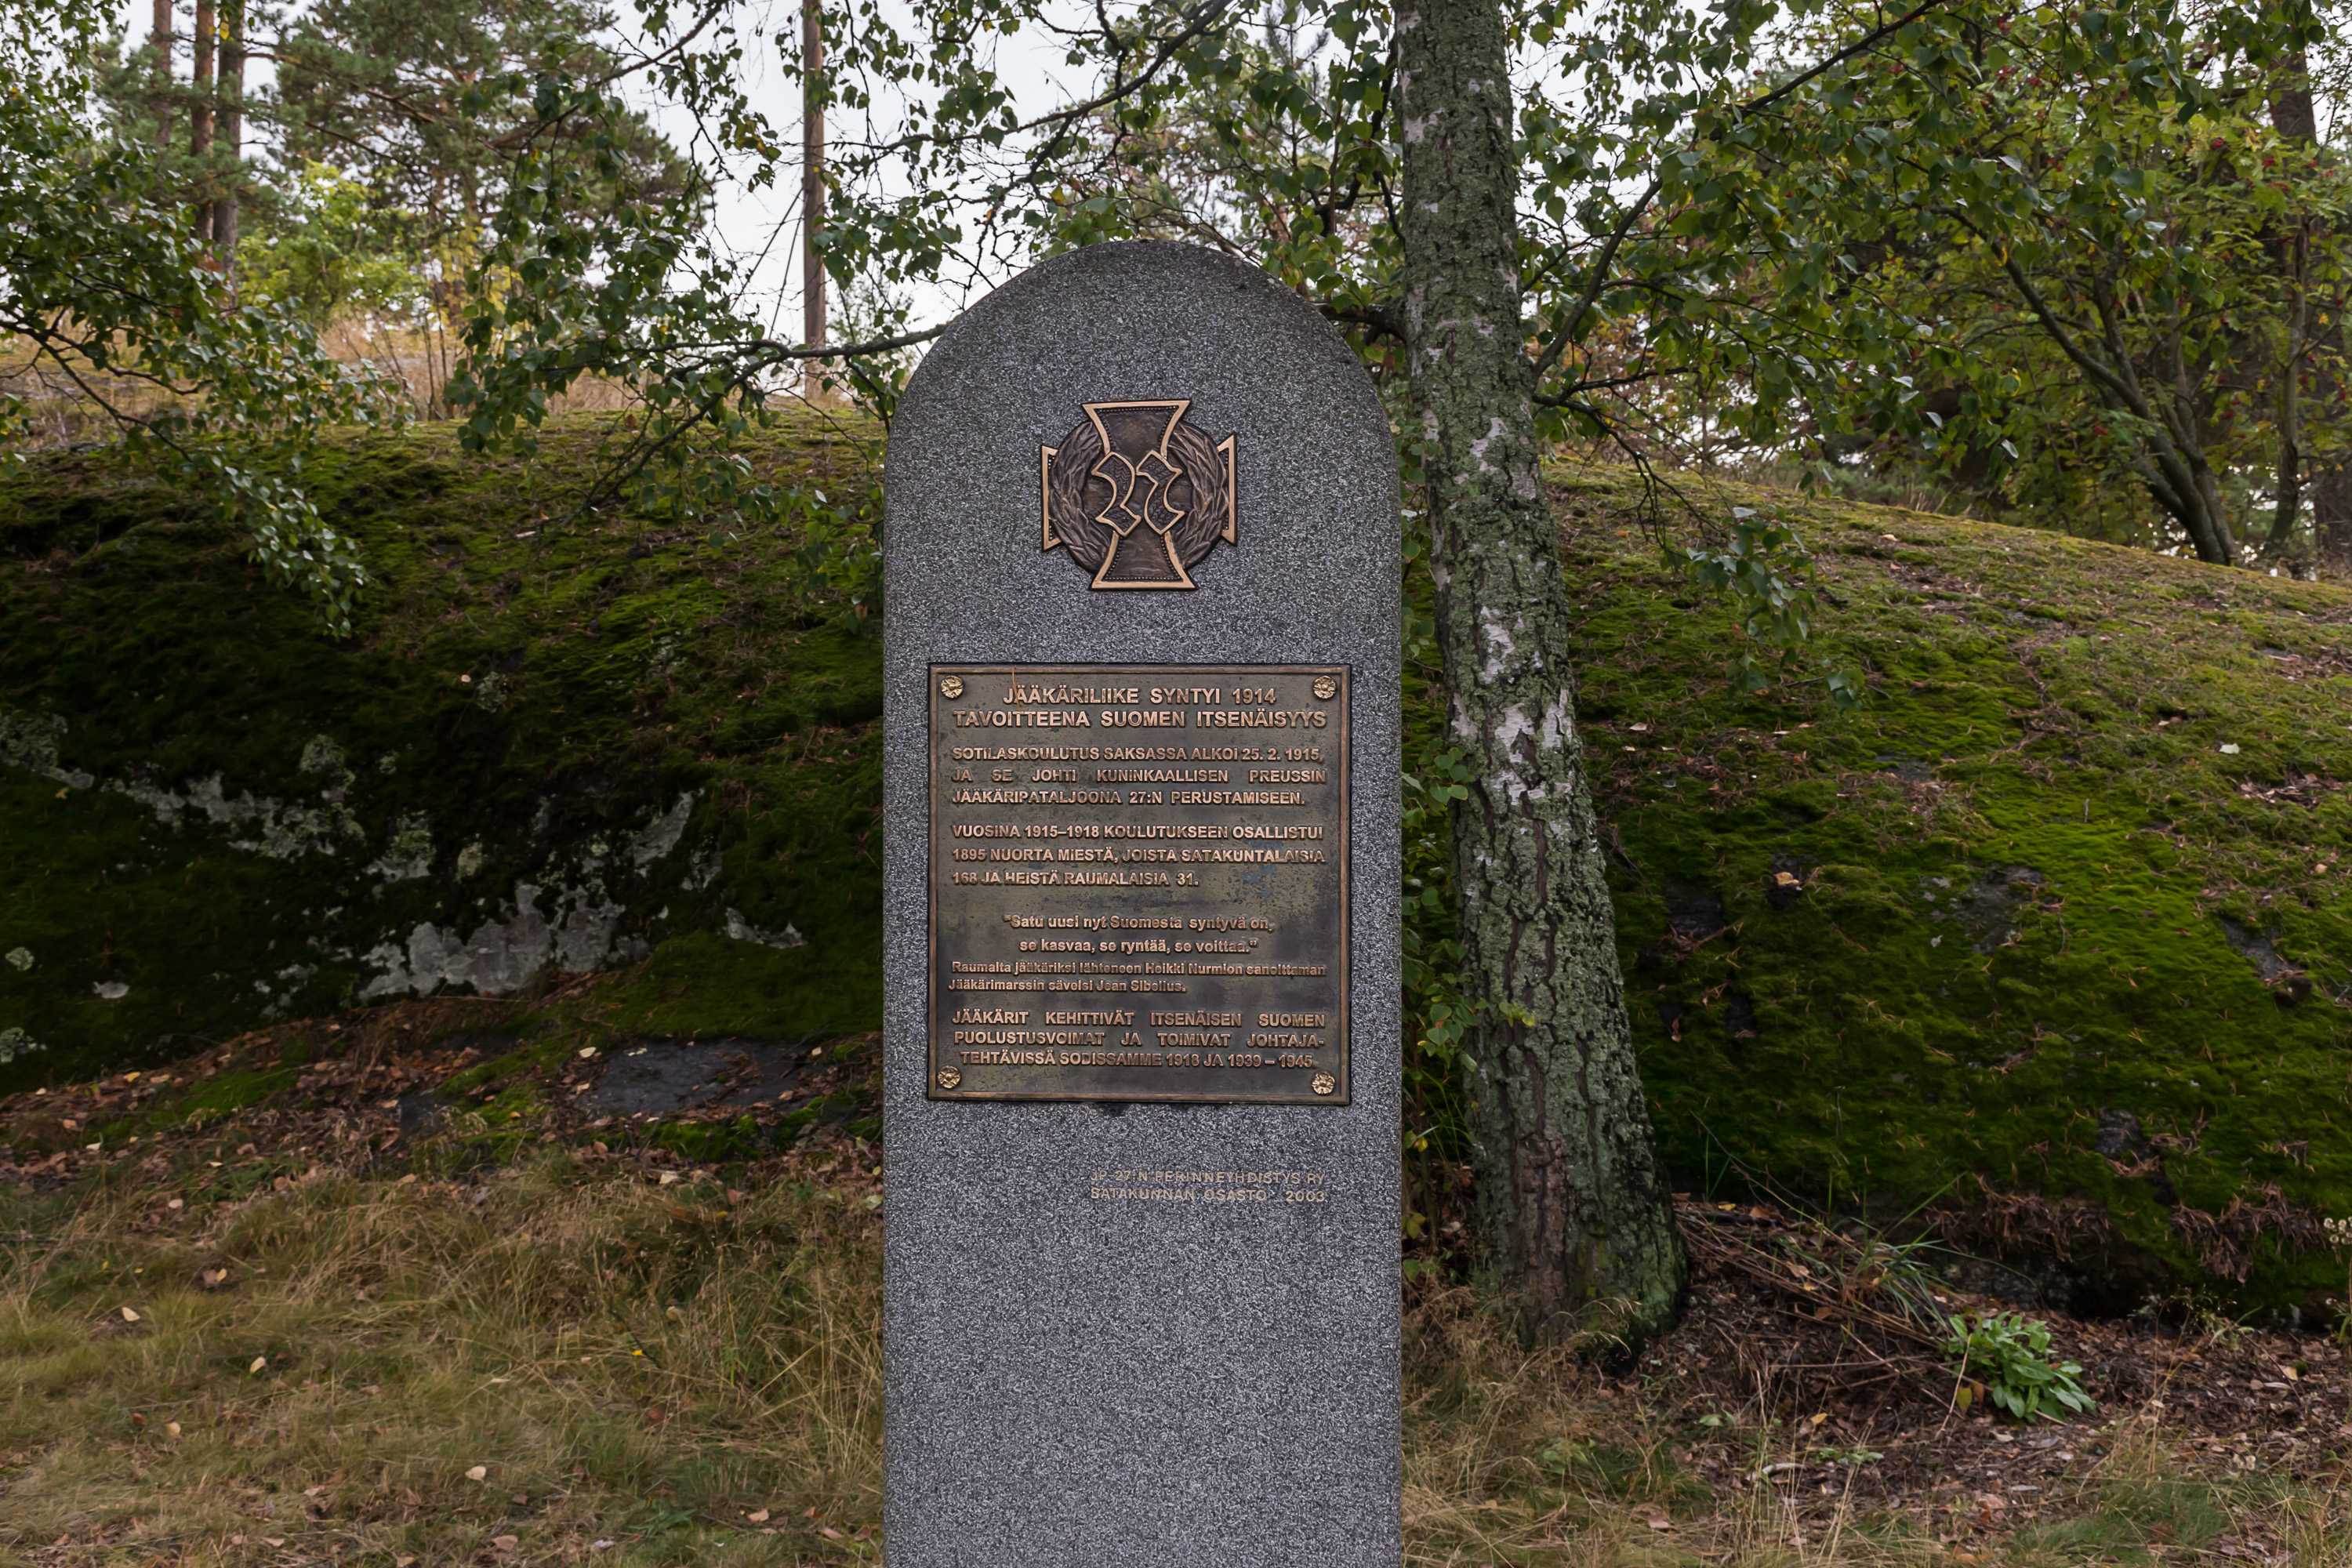 27
JÄÄKÄRILIIKE SYNTYI 1914
TAVOITTEENA SUOMEN ITSENÄISYYS
SOTILASKOULUTUS SAKSASSA ALKOI 25. 2. 1915,
JA SE JOHTI KUNINKAALLISEN PREUSSIN
JÄÄKÄRIPATALJOONA 27:N PERUSTAMISEEN.
VUOSINA 1915–1918 KOULUTUKSEEN OSALLISTUI
1895 NUORTA MIESTÄ, JOISTA SATAKUNTALAISIA
168 JA HEISTÄ RAUMALAISIA 31.
"Satu uusi nyt Suomesta syntyvä on,
se kasvaa, se ryntää, se voittaa."
Raumalta jääkäriksi lähteneen Heikki Nurmion sanoittaman
Jääkärimarssin sävelsi Jean Sibelius.
JÄÄKÄRIT KEHITTIVÄT ITSENÄISEN SUOMEN
PUOLUSTUSVOIMAT JA TOIMIVAT JOHTAJA-
TEHTÄVISSÄ SODISSAMME 1918 JA 1939 – 1945.
JP 27:N PERINNEYHDISTYS RY
SATAKUNNAN OSASTO 2003